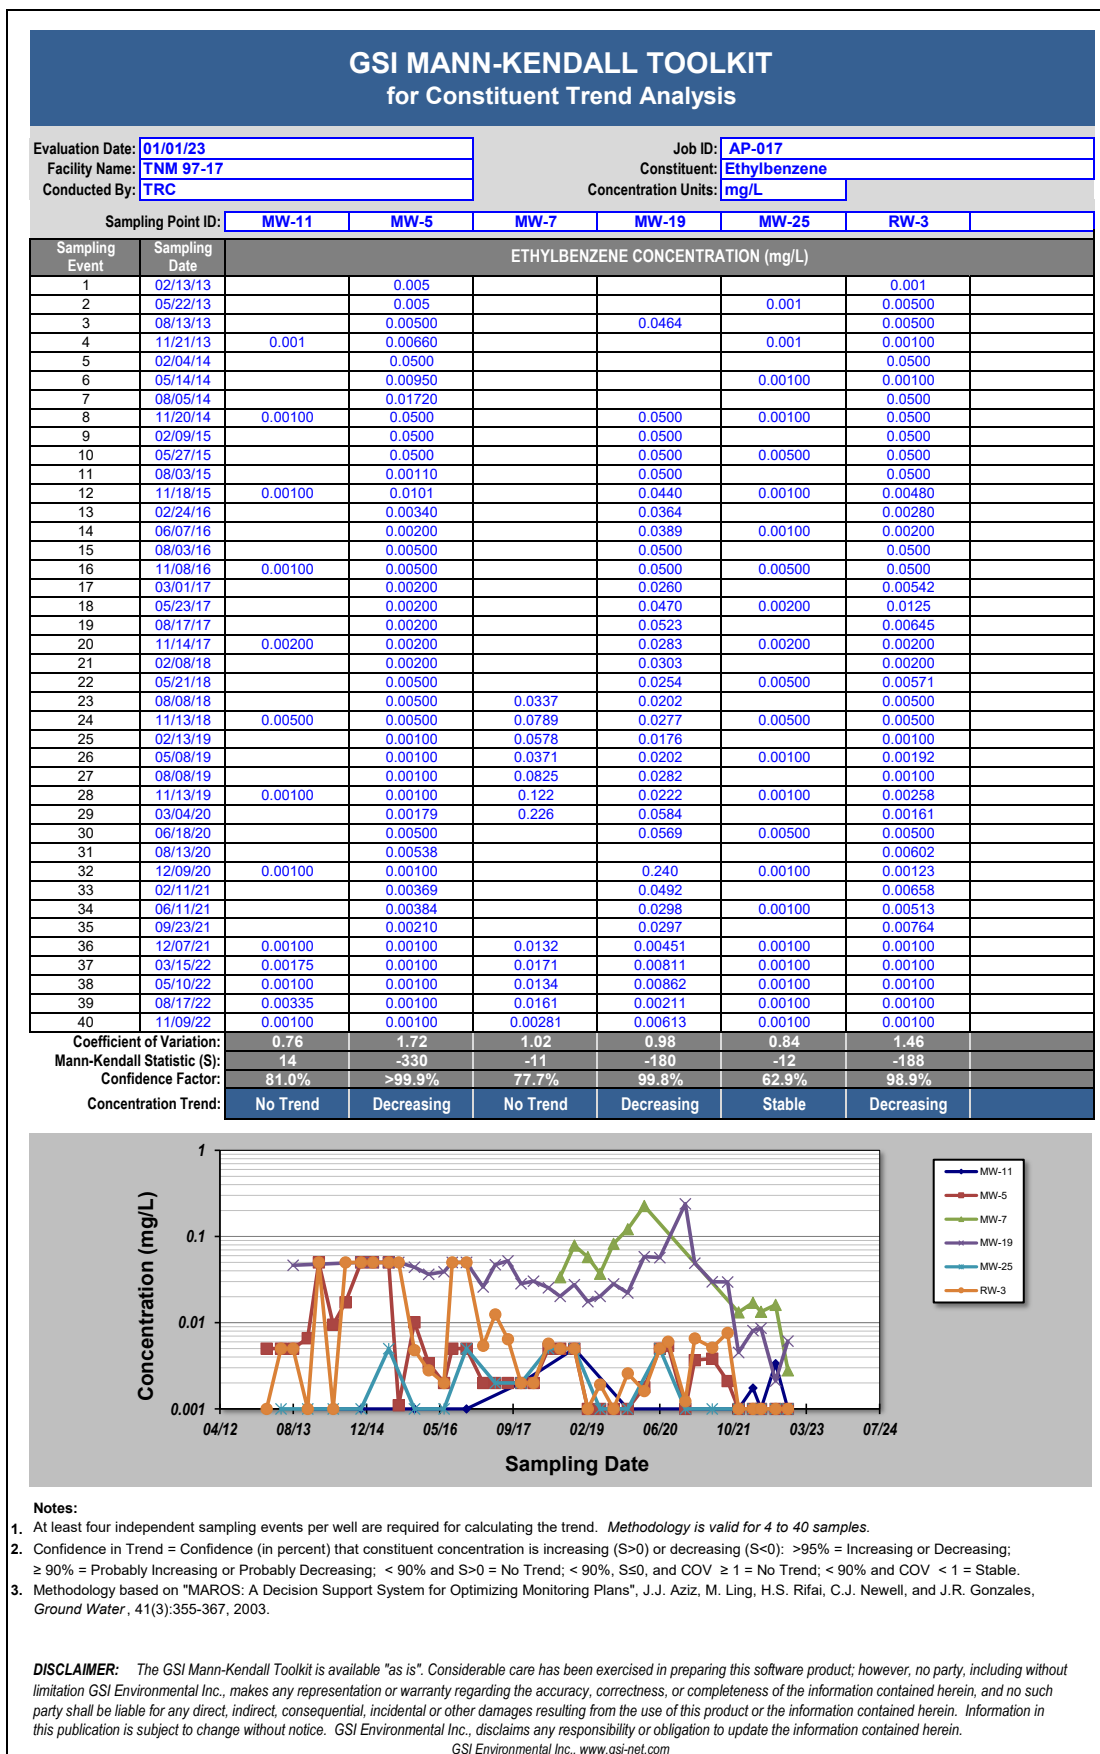 GSI MANN-KENDALL TOOLKIT
for Constituent Trend Analysis
Evaluation Date: 01/01/23 Job ID: AP-017
Facility Name: TNM 97-17 Constituent: Ethylbenzene
Conducted By: TRC Concentration Units: mg/L
Sampling Point ID: MW-11 MW-5 MW-7 MW-19 MW-25 RW-3
Sampling Event Sampling Date ETHYLBENZENE CONCENTRATION (mg/L)
1 02/13/13 0.005 0.001
2 05/22/13 0.005 0.001 0.00500
3 08/13/13 0.00500 0.0464 0.00500
4 11/21/13 0.001 0.00660 0.001 0.00100
5 02/04/14 0.0500 0.0500
6 05/14/14 0.00950 0.00100 0.00100
7 08/05/14 0.01720 0.0500
8 11/20/14 0.00100 0.0500 0.0500 0.00100 0.0500
9 02/09/15 0.0500 0.0500 0.0500
10 05/27/15 0.0500 0.0500 0.00500 0.0500
11 08/03/15 0.00110 0.0500 0.0500
12 11/18/15 0.00100 0.0101 0.0440 0.00100 0.00480
13 02/24/16 0.00340 0.0364 0.00280
14 06/07/16 0.00200 0.0389 0.00100 0.00200
15 08/03/16 0.00500 0.0500 0.0500
16 11/08/16 0.00100 0.00500 0.0500 0.00500 0.0500
17 03/01/17 0.00200 0.0260 0.00542
18 05/23/17 0.00200 0.0470 0.00200 0.0125
19 08/17/17 0.00200 0.0523 0.00645
20 11/14/17 0.00200 0.00200 0.0283 0.00200 0.00200
21 02/08/18 0.00200 0.0303 0.00200
22 05/21/18 0.00500 0.0254 0.00500 0.00571
23 08/08/18 0.00500 0.0337 0.0202 0.00500
24 11/13/18 0.00500 0.00500 0.0789 0.0277 0.00500 0.00500
25 02/13/19 0.00100 0.0578 0.0176 0.00100
26 05/08/19 0.00100 0.0371 0.0202 0.00100 0.00192
27 08/08/19 0.00100 0.0825 0.0282 0.00100
28 11/13/19 0.00100 0.00100 0.122 0.0222 0.00100 0.00258
29 03/04/20 0.00179 0.226 0.0584 0.00161
30 06/18/20 0.00500 0.0569 0.00500 0.00500
31 08/13/20 0.00538 0.00602
32 12/09/20 0.00100 0.00100 0.240 0.00100 0.00123
33 02/11/21 0.00369 0.0492 0.00658
34 06/11/21 0.00384 0.0298 0.00100 0.00513
35 09/23/21 0.00210 0.0297 0.00764
36 12/07/21 0.00100 0.00100 0.0132 0.00451 0.00100 0.00100
37 03/15/22 0.00175 0.00100 0.0171 0.00811 0.00100 0.00100
38 05/10/22 0.00100 0.00100 0.0134 0.00862 0.00100 0.00100
39 08/17/22 0.00335 0.00100 0.0161 0.00211 0.00100 0.00100
40 11/09/22 0.00100 0.00100 0.00281 0.00613 0.00100 0.00100
Coefficient of Variation: 0.76 1.72 1.02 0.98 0.84 1.46
Mann-Kendall Statistic (S): 14 -330 -11 -180 -12 -188
Confidence Factor: 81.0% >99.9% 77.7% 99.8% 62.9% 98.9%
Concentration Trend: No Trend Decreasing No Trend Decreasing Stable Decreasing
Concentration (mg/L)
1
0.1
0.01
0.001
04/12 08/13 12/14 05/16 09/17 02/19 06/20 10/21 03/23 07/24
Sampling Date
MW-11
MW-5
MW-7
MW-19
MW-25
RW-3
Notes:
1. At least four independent sampling events per well are required for calculating the trend. Methodology is valid for 4 to 40 samples.
2. Confidence in Trend = Confidence (in percent) that constituent concentration is increasing (S>0) or decreasing (S<0): >95% = Increasing or Decreasing;
≥ 90% = Probably Increasing or Probably Decreasing; < 90% and S>0 = No Trend; < 90%, S≤0, and COV ≥ 1 = No Trend; < 90% and COV < 1 = Stable.
3. Methodology based on "MAROS: A Decision Support System for Optimizing Monitoring Plans", J.J. Aziz, M. Ling, H.S. Rifai, C.J. Newell, and J.R. Gonzales,
Ground Water, 41(3):355-367, 2003.
DISCLAIMER: The GSI Mann-Kendall Toolkit is available "as is". Considerable care has been exercised in preparing this software product; however, no party, including without
limitation GSI Environmental Inc., makes any representation or warranty regarding the accuracy, correctness, or completeness of the information contained herein, and no such
party shall be liable for any direct, indirect, consequential, incidental or other damages resulting from the use of this product or the information contained herein. Information in
this publication is subject to change without notice. GSI Environmental Inc., disclaims any responsibility or obligation to update the information contained herein.
GSI Environmental Inc., www.gsi-net.com